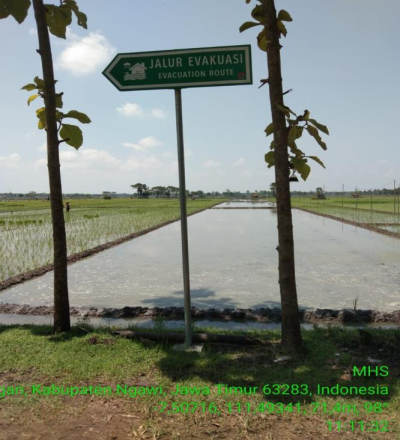 JALUR EVAKUASI
EVACUATION ROUTE
MHS
Kabupaten Ngawi, Jawa Timur 63283, Indonesia
11:11:32